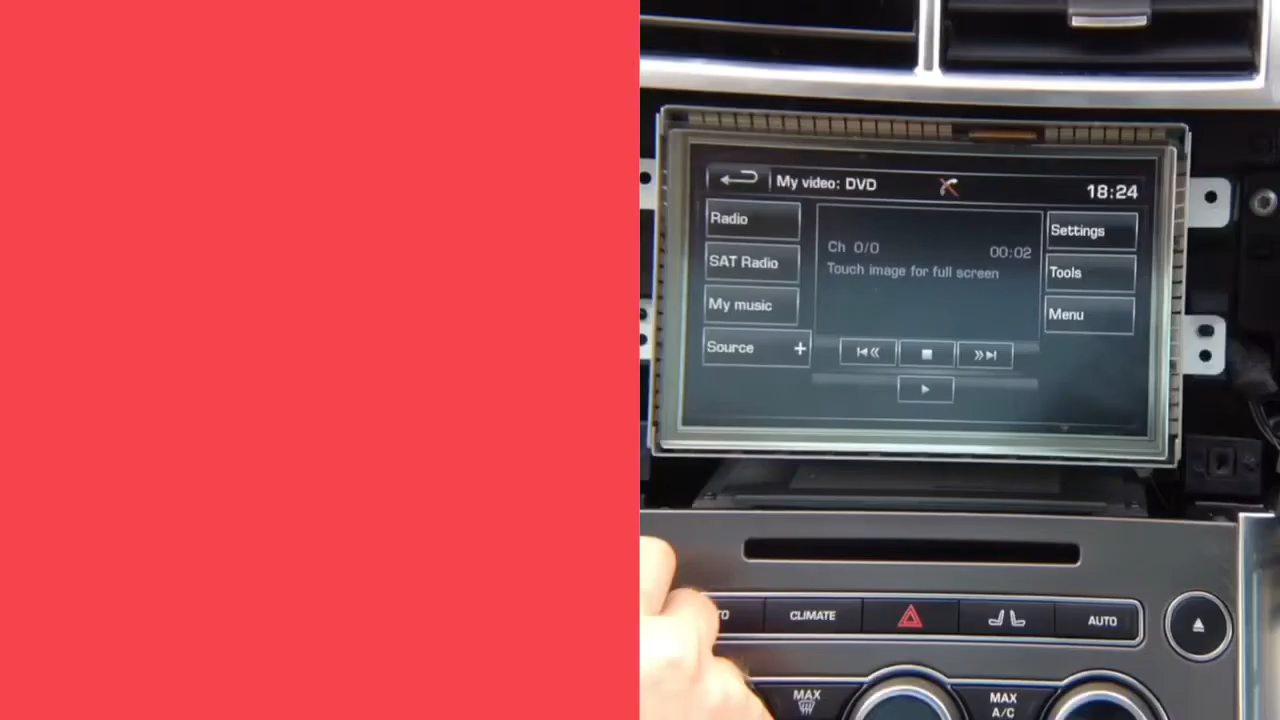 My video: DVD
18:24
Radio
SAT Radio
My music
Source +
Ch 0/0
00:02
Touch image for full screen
Settings
Tools
Menu
CLIMATE
AUTO
MAX
MAX
A/C